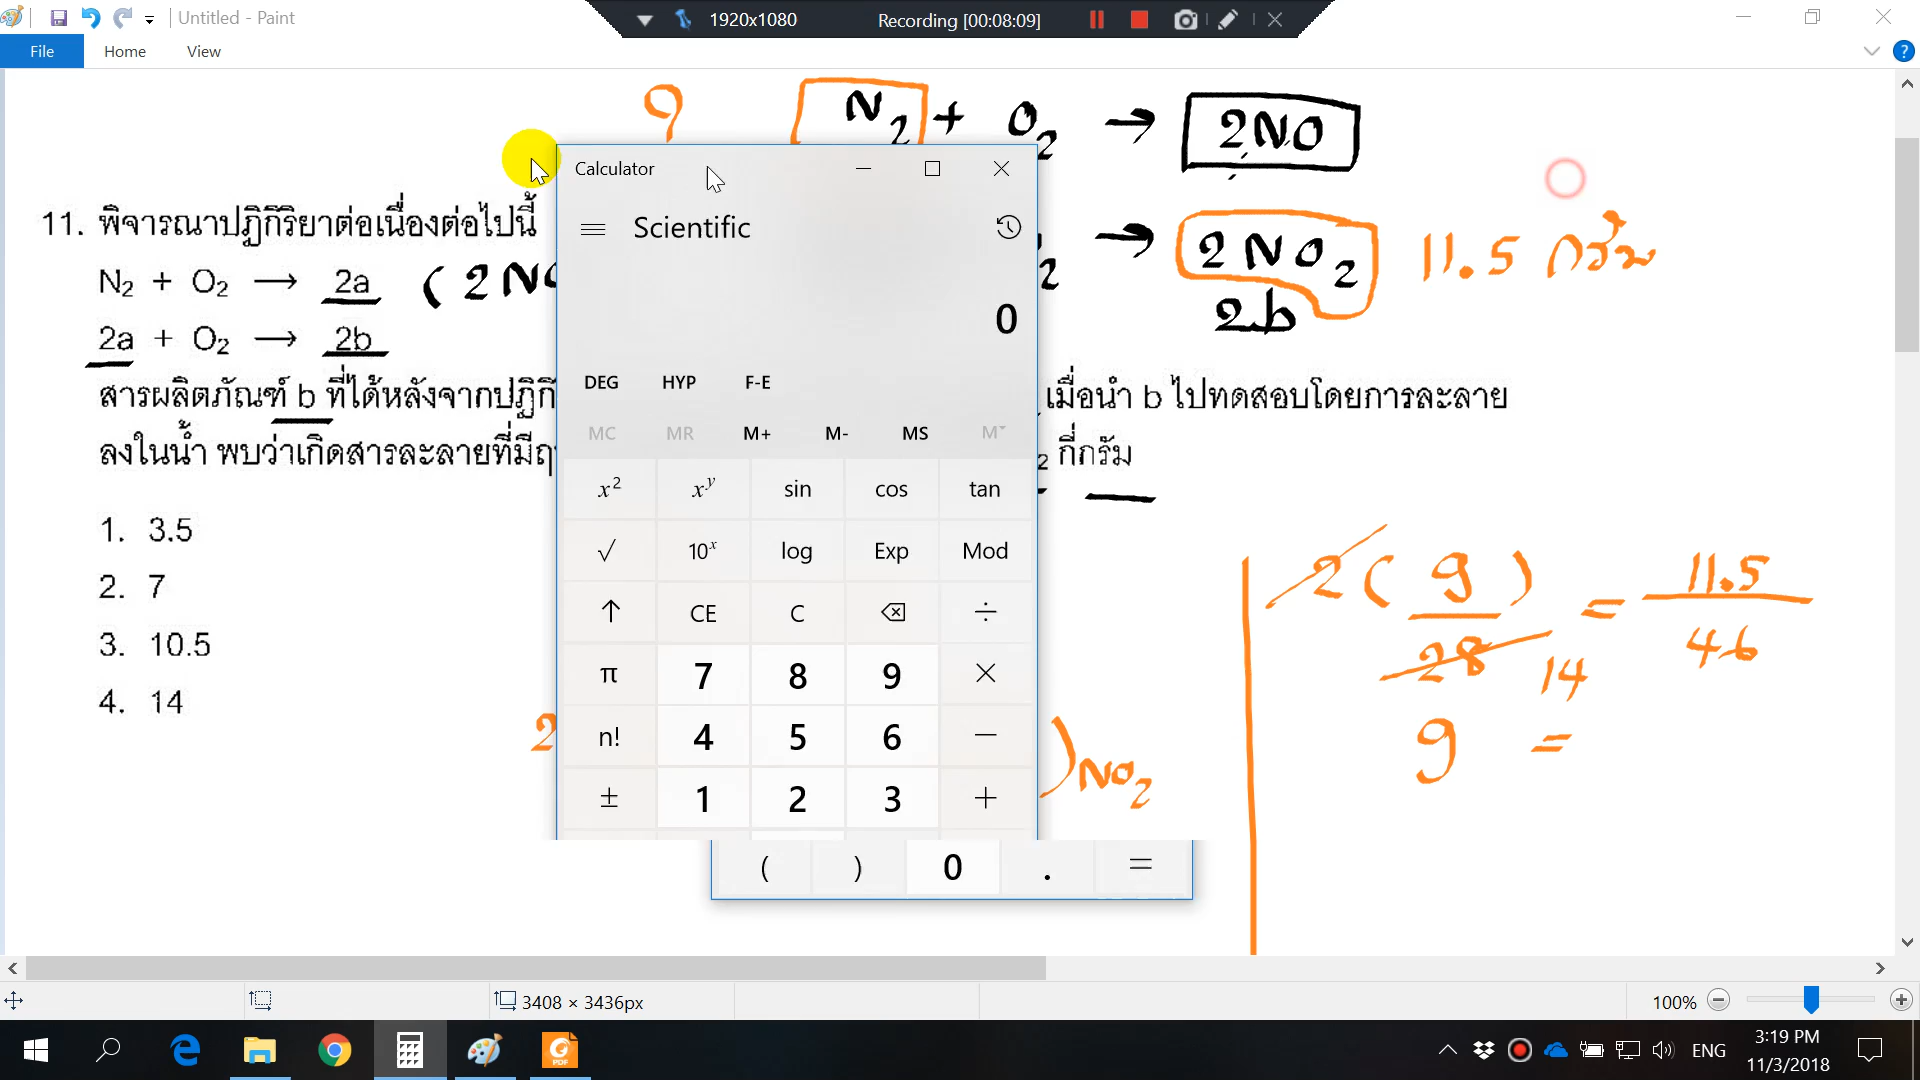 Untitled - Paint
1920x1080
Recording [00:08:09]
File
Home
View
?
g
N2 + O2 → 2NO
11. พิจารณาปฏิกิริยาต่อเนื่องต่อไปนี้
→ 2NO2 11.5 กรัม
2b
N2 + O2 → 2a (2NO
2a + O2 → 2b
สารผลิตภัณฑ์ b ที่ได้หลังจากปฏิกิ
เมื่อนำ b ไปทดสอบโดยการละลาย
ลงในน้ำ พบว่าเกิดสารละลายที่มีฤ
2 กี่กรัม
1. 3.5
2. 7
3. 10.5
4. 14
2
)NO2
2(g/28) = 11.5/46
14
g =
Calculator
Scientific
0
DEG HYP F-E
MC MR M+ M- MS M˅
x² xʸ sin cos tan
√ 10ˣ log Exp Mod
↑ CE C ⌫ ÷
π 7 8 9 ×
n! 4 5 6 −
± 1 2 3 +
( ) 0 . =
3408 × 3436px
100%
PDF
ENG
3:19 PM
11/3/2018